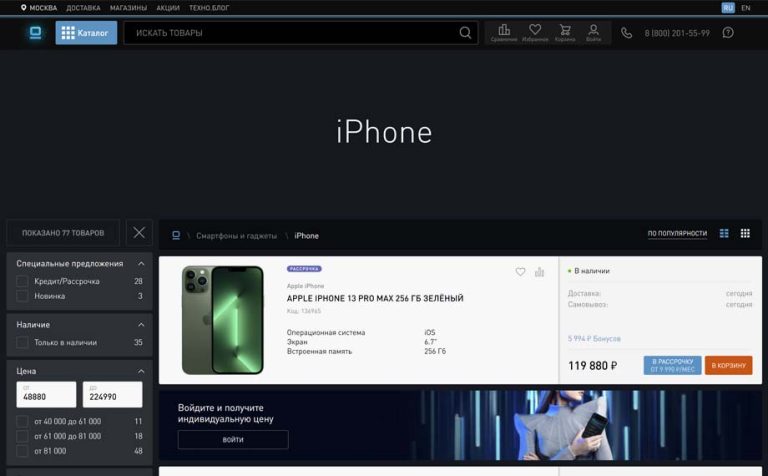 МОСКВА ДОСТАВКА МАГАЗИНЫ АКЦИИ ТЕХНО.БЛОГ RU EN
Каталог ИСКАТЬ ТОВАРЫ Сравнение Избранное Корзина Войти 8 (800) 201-55-99
iPhone
ПОКАЗАНО 77 ТОВАРОВ
\ Смартфоны и гаджеты \ iPhone ПО ПОПУЛЯРНОСТИ
Специальные предложения
Кредит/Рассрочка 28
Новинка 3
Наличие
Только в наличии 35
Цена
ОТ ДО
48880 224990
от 40 000 до 61 000 11
от 61 000 до 81 000 18
от 81 000 48
РАССРОЧКА
Apple iPhone
APPLE IPHONE 13 PRO MAX 256 ГБ ЗЕЛЁНЫЙ
Код: 136965
Операционная система iOS
Экран 6.7"
Встроенная память 256 ГБ
В наличии
Доставка: сегодня
Самовывоз: сегодня
5 994 ₽ Бонусов
119 880 ₽
В РАССРОЧКУ
ОТ 9 990 ₽/МЕС
В КОРЗИНУ
Войдите и получите
индивидуальную цену
ВОЙТИ